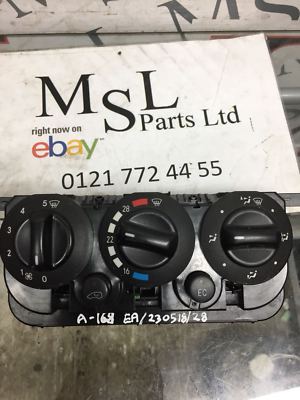 MSL
Parts Ltd
right now on
ebay
0121 772 44 55
4 5
3
2
1 0
28
22
16
EC
A-168 EA/230518/28